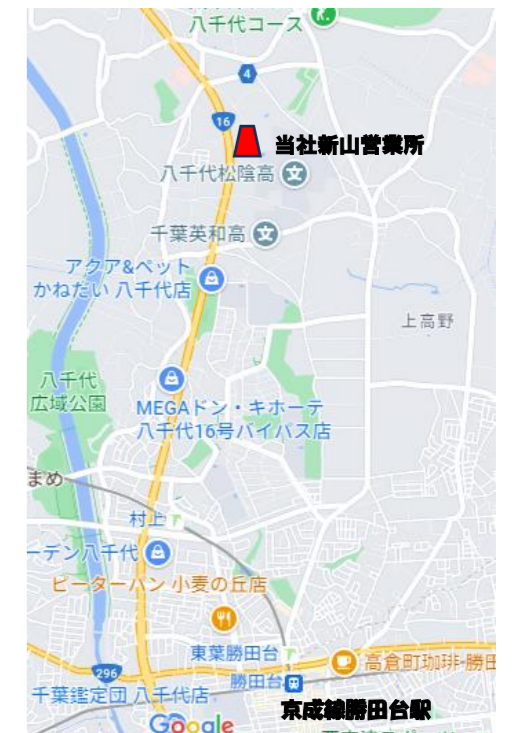 八千代コース
4
16
当社新山営業所
八千代松陰高
千葉英和高
アクア&ペット
かねだい 八千代店
上高野
八千代
広域公園
MEGAドン・キホーテ
八千代16号バイパス店
まめ
村上
ーデン八千代
ピーターパン 小麦の丘店
東葉勝田台
高倉町珈琲-勝田
296
勝田台
千葉鑑定団 八千代店
京成線勝田台駅
Google